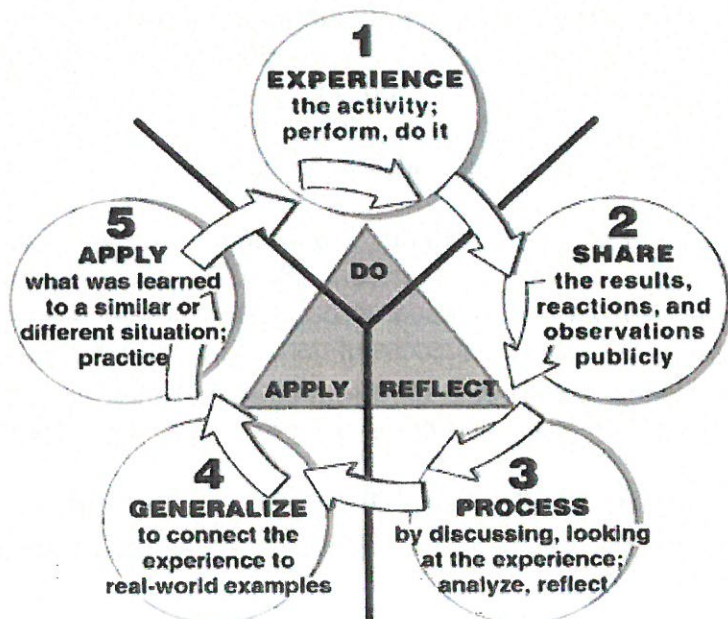 1
EXPERIENCE
the activity;
perform, do it
2
SHARE
the results,
reactions, and
observations
publicly
3
PROCESS
by discussing, looking
at the experience;
analyze, reflect
4
GENERALIZE
to connect the
experience to
real-world examples
5
APPLY
what was learned
to a similar or
different situation;
practice
DO
APPLY
REFLECT